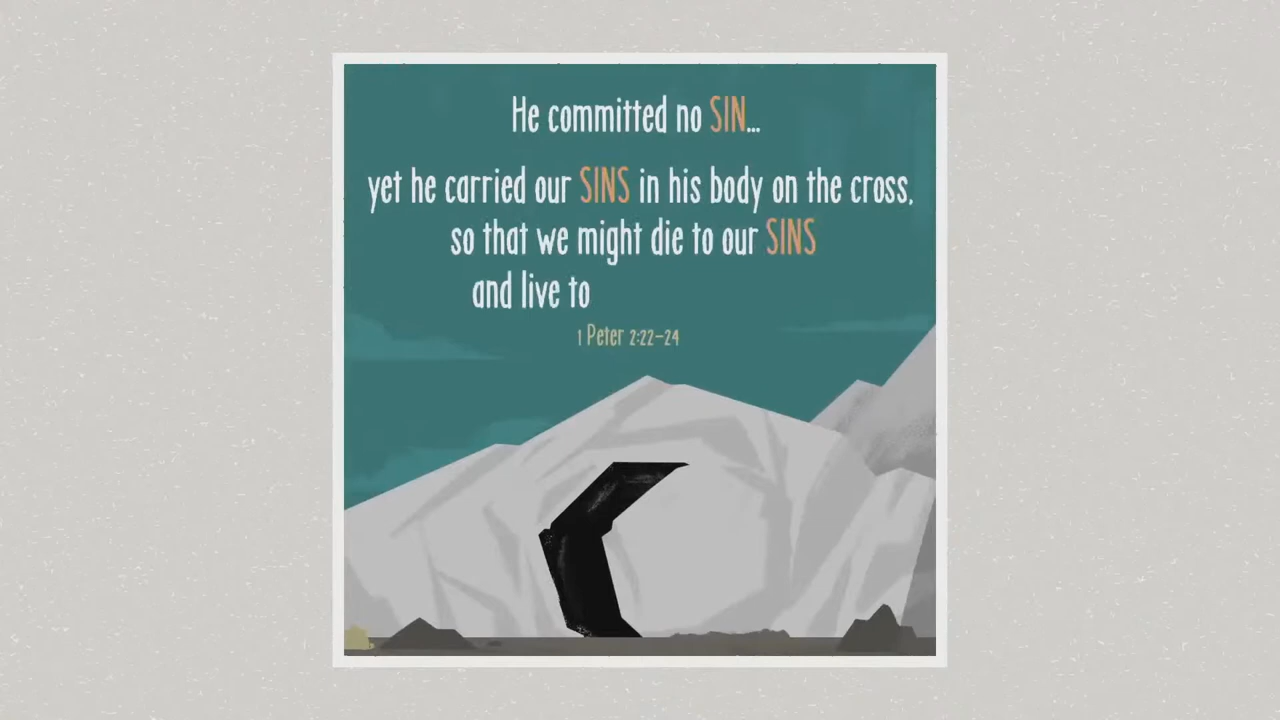 He committed no SIN...
yet he carried our SINS in his body on the cross,
so that we might die to our SINS
and live to
1 Peter 2:22–24